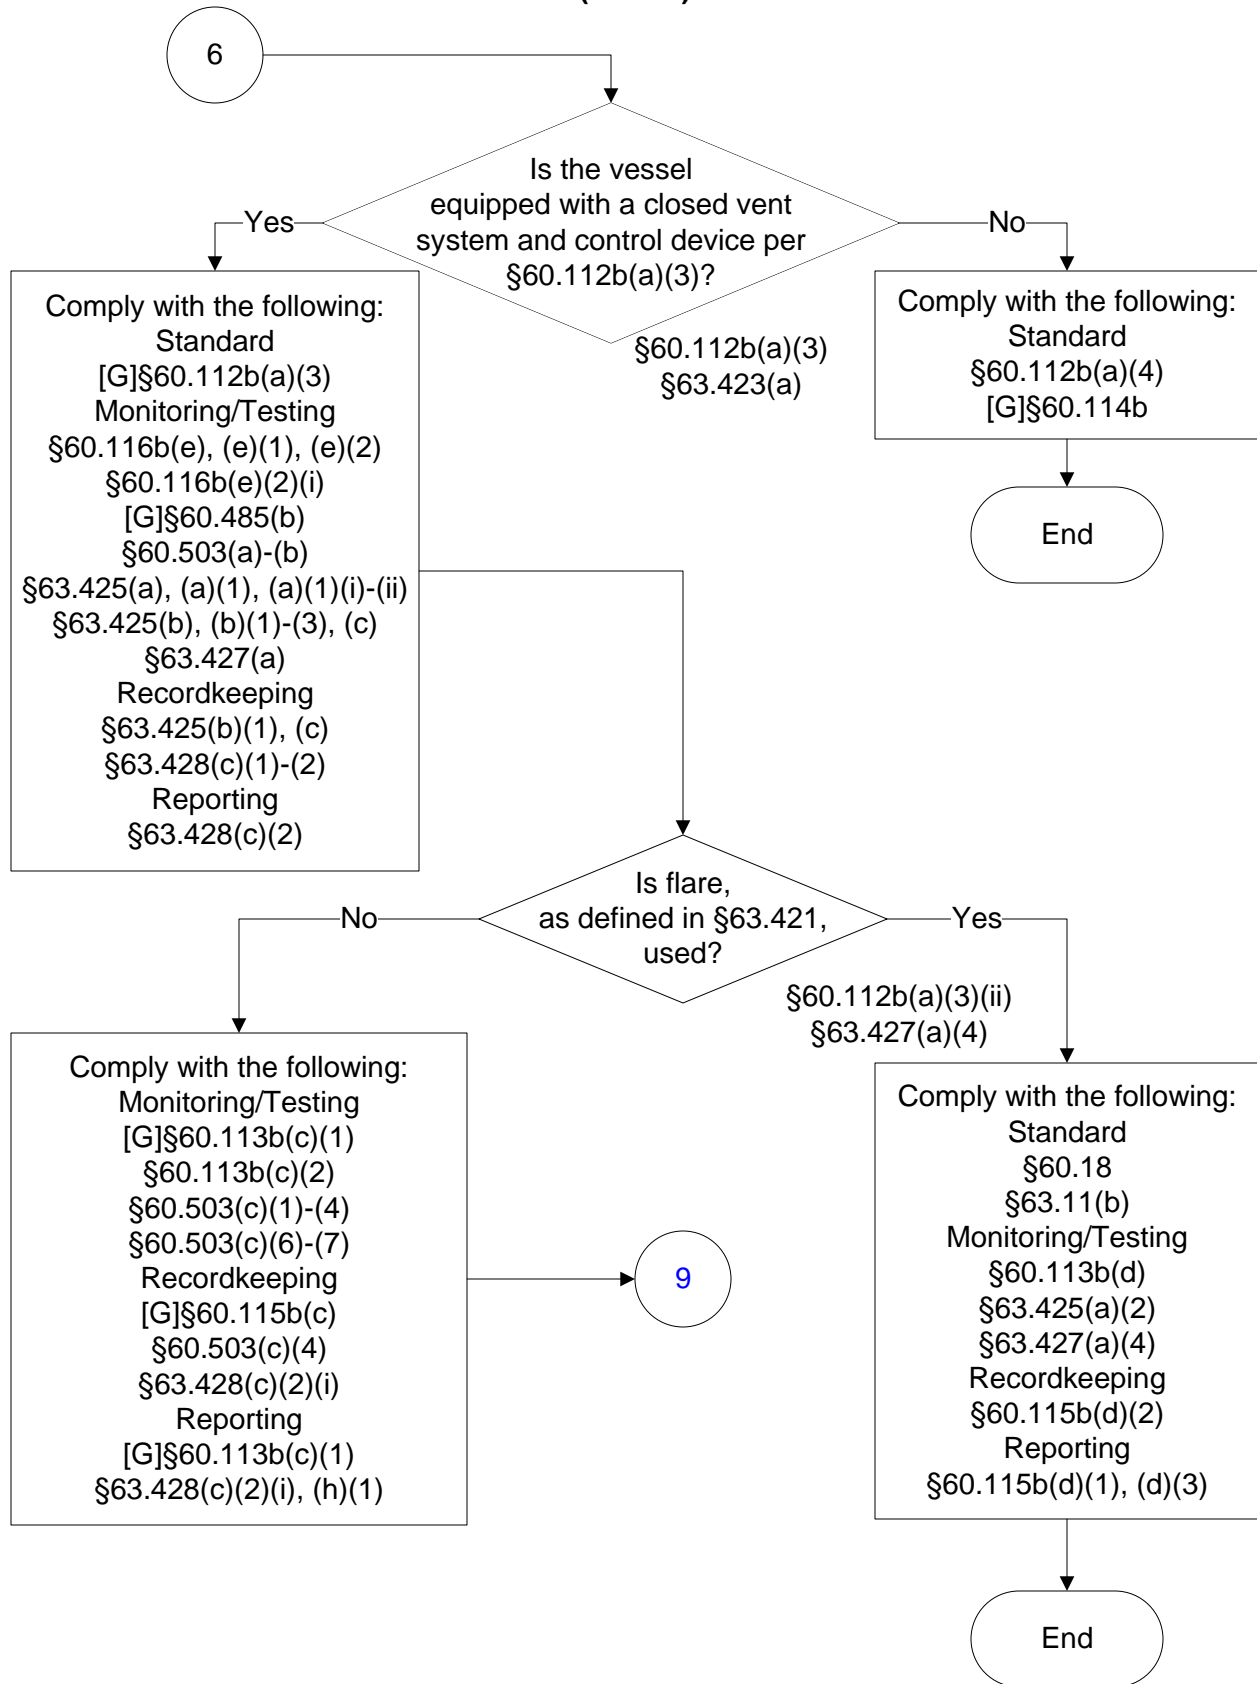 6
Is the vessel
equipped with a closed vent
system and control device per
§60.112b(a)(3)?
Yes
No
§60.112b(a)(3)
§63.423(a)
Comply with the following:
Standard
[G]§60.112b(a)(3)
Monitoring/Testing
§60.116b(e), (e)(1), (e)(2)
§60.116b(e)(2)(i)
[G]§60.485(b)
§60.503(a)-(b)
§63.425(a), (a)(1), (a)(1)(i)-(ii)
§63.425(b), (b)(1)-(3), (c)
§63.427(a)
Recordkeeping
§63.425(b)(1), (c)
§63.428(c)(1)-(2)
Reporting
§63.428(c)(2)
Comply with the following:
Standard
§60.112b(a)(4)
[G]§60.114b
End
Is flare,
as defined in §63.421,
used?
No
Yes
§60.112b(a)(3)(ii)
§63.427(a)(4)
Comply with the following:
Monitoring/Testing
[G]§60.113b(c)(1)
§60.113b(c)(2)
§60.503(c)(1)-(4)
§60.503(c)(6)-(7)
Recordkeeping
[G]§60.115b(c)
§60.503(c)(4)
§63.428(c)(2)(i)
Reporting
[G]§60.113b(c)(1)
§63.428(c)(2)(i), (h)(1)
9
Comply with the following:
Standard
§60.18
§63.11(b)
Monitoring/Testing
§60.113b(d)
§63.425(a)(2)
§63.427(a)(4)
Recordkeeping
§60.115b(d)(2)
Reporting
§60.115b(d)(1), (d)(3)
End